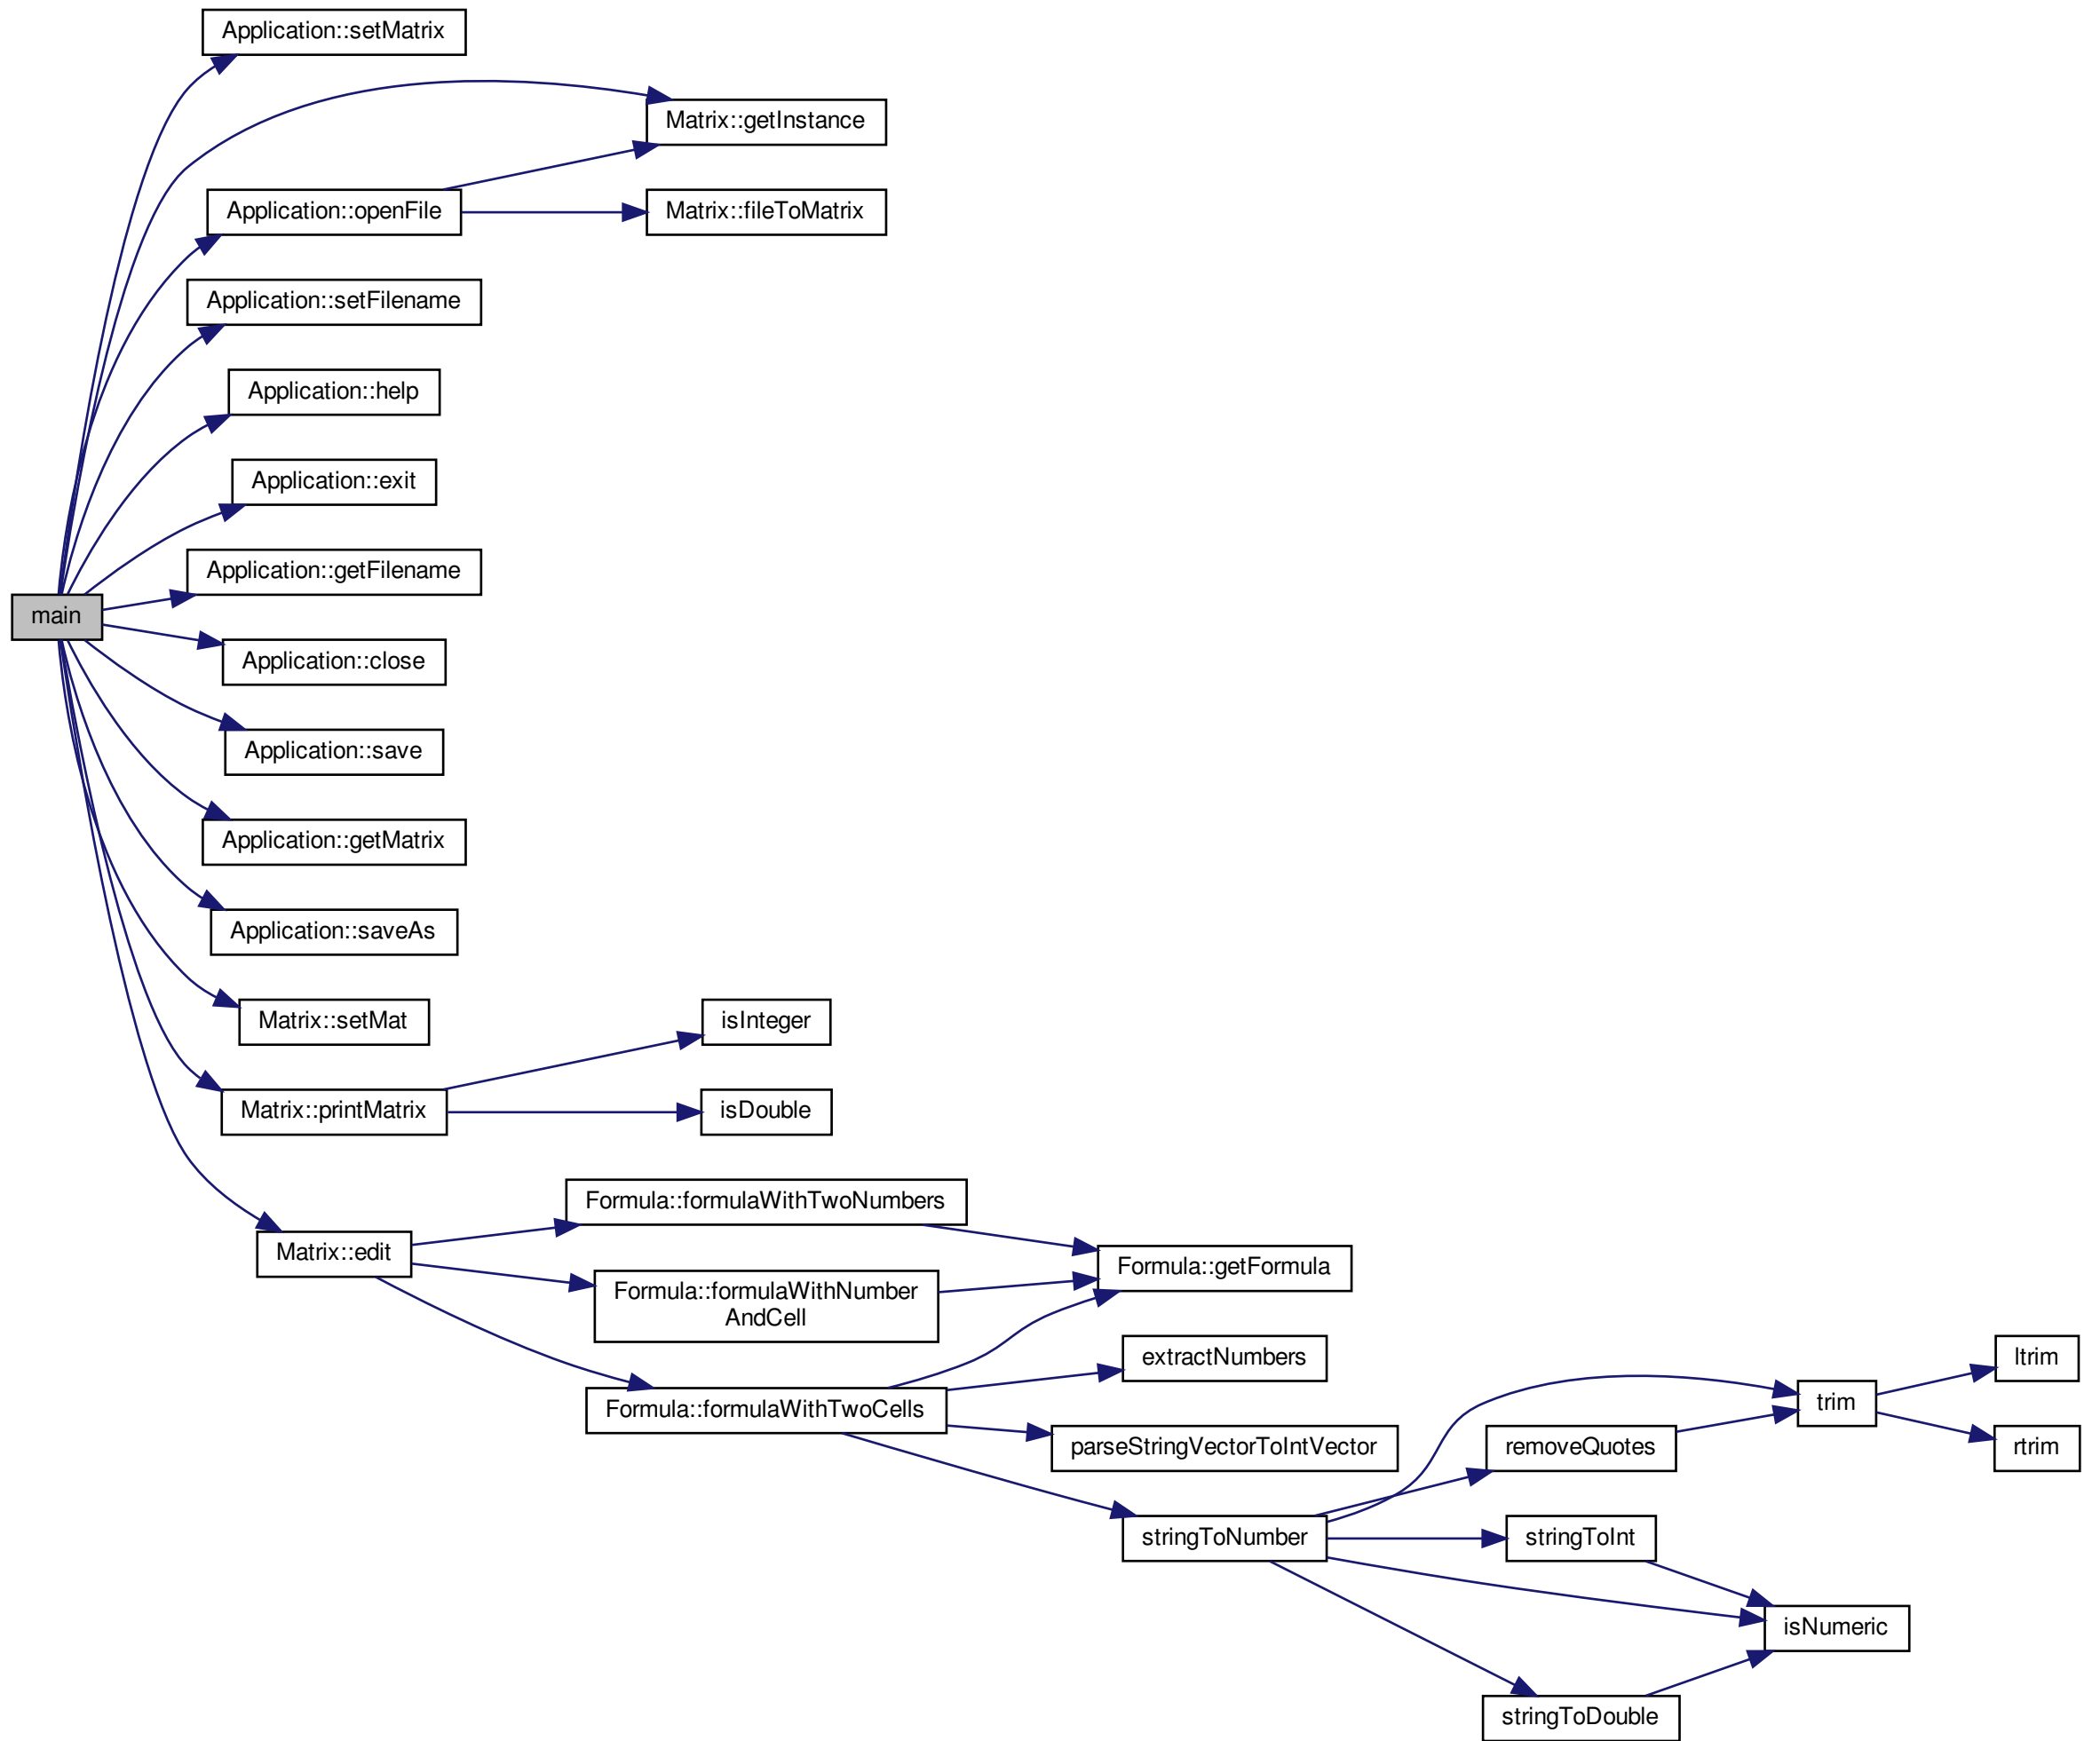 Application::setMatrix
Matrix::getInstance
Application::openFile
Matrix::fileToMatrix
Application::setFilename
Application::help
Application::exit
Application::getFilename
main
Application::close
Application::save
Application::getMatrix
Application::saveAs
Matrix::setMat
isInteger
Matrix::printMatrix
isDouble
Formula::formulaWithTwoNumbers
Matrix::edit
Formula::getFormula
Formula::formulaWithNumber
AndCell
extractNumbers
ltrim
Formula::formulaWithTwoCells
trim
parseStringVectorToIntVector
removeQuotes
rtrim
stringToNumber
stringToInt
isNumeric
stringToDouble